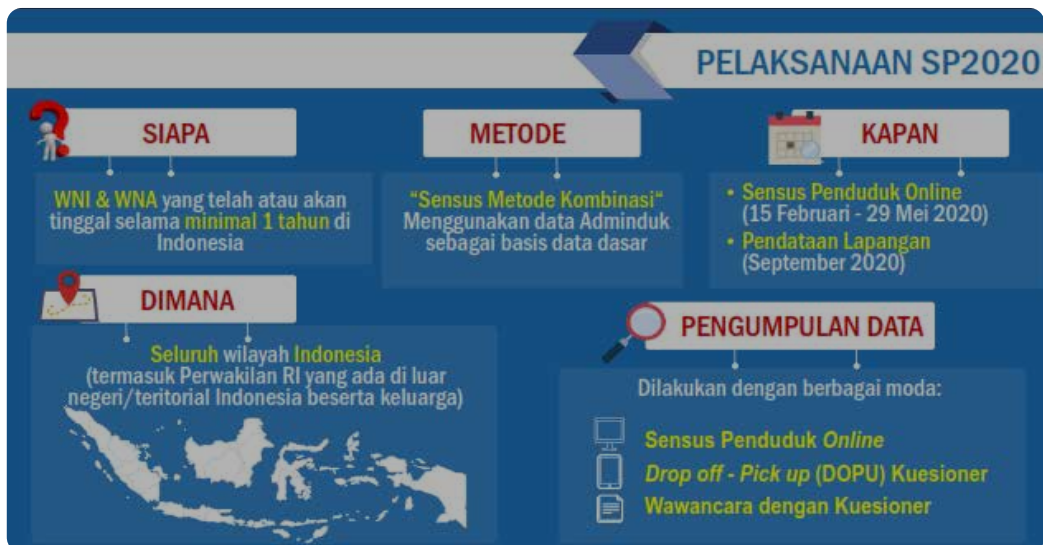 PELAKSANAAN SP2020
SIAPA
WNI & WNA yang telah atau akan
tinggal selama minimal 1 tahun di
Indonesia
METODE
"Sensus Metode Kombinasi"
Menggunakan data Adminduk
sebagai basis data dasar
KAPAN
• Sensus Penduduk Online
(15 Februari - 29 Mei 2020)
• Pendataan Lapangan
(September 2020)
DIMANA
Seluruh wilayah Indonesia
(termasuk Perwakilan RI yang ada di luar
negeri/teritorial Indonesia beserta keluarga)
PENGUMPULAN DATA
Dilakukan dengan berbagai moda:
Sensus Penduduk Online
Drop off - Pick up (DOPU) Kuesioner
Wawancara dengan Kuesioner